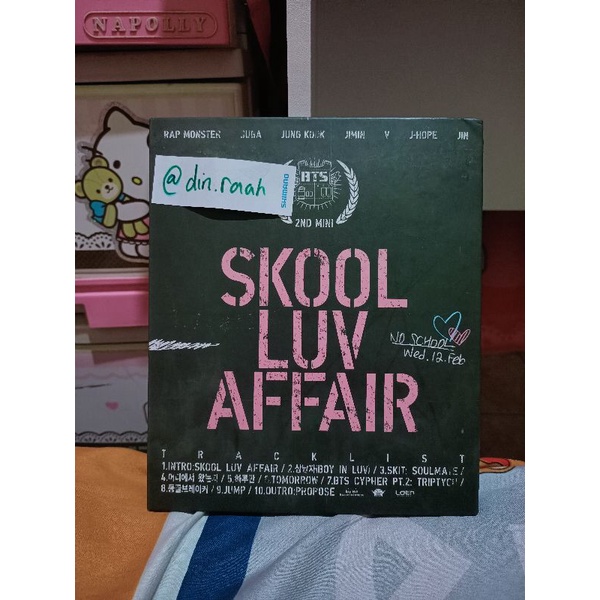 NAPOLLY
RAP MONSTER SUGA JUNG KOOK JIMIN V J-HOPE JIN
@din.raah
SHIMANO
BTS
2ND MINI
SKOOL
LUV
AFFAIR
NO SCHOOL
Wed. 12. Feb
TRACKLIST
1.INTRO:SKOOL LUV AFFAIR / 2.상남자(BOY IN LUV) / 3.SKIT: SOULMATE /
4.어디에서 왔는지 / 5.하루만 / 6.TOMORROW / 7.BTS CYPHER PT.2: TRIPTYCH /
8.등골브레이커 / 9.JUMP / 10.OUTRO:PROPOSE
LOEN